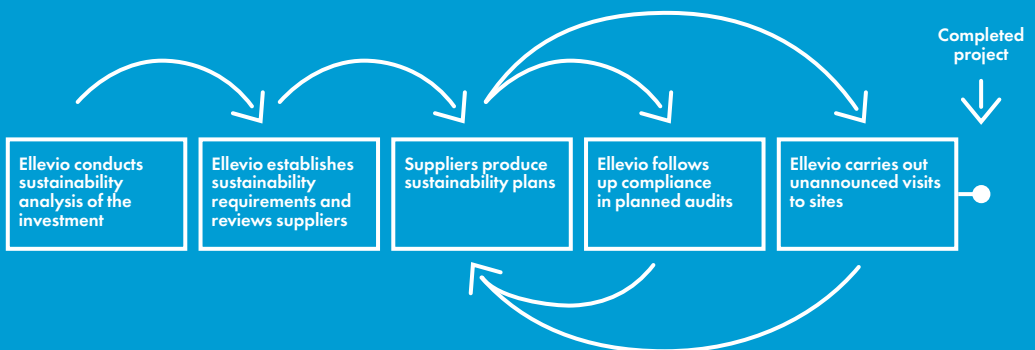 Completed
project
Ellevio conducts
sustainability
analysis of the
investment
Ellevio establishes
sustainability
requirements and
reviews suppliers
Suppliers produce
sustainability plans
Ellevio follows
up compliance
in planned audits
Ellevio carries out
unannounced visits
to sites